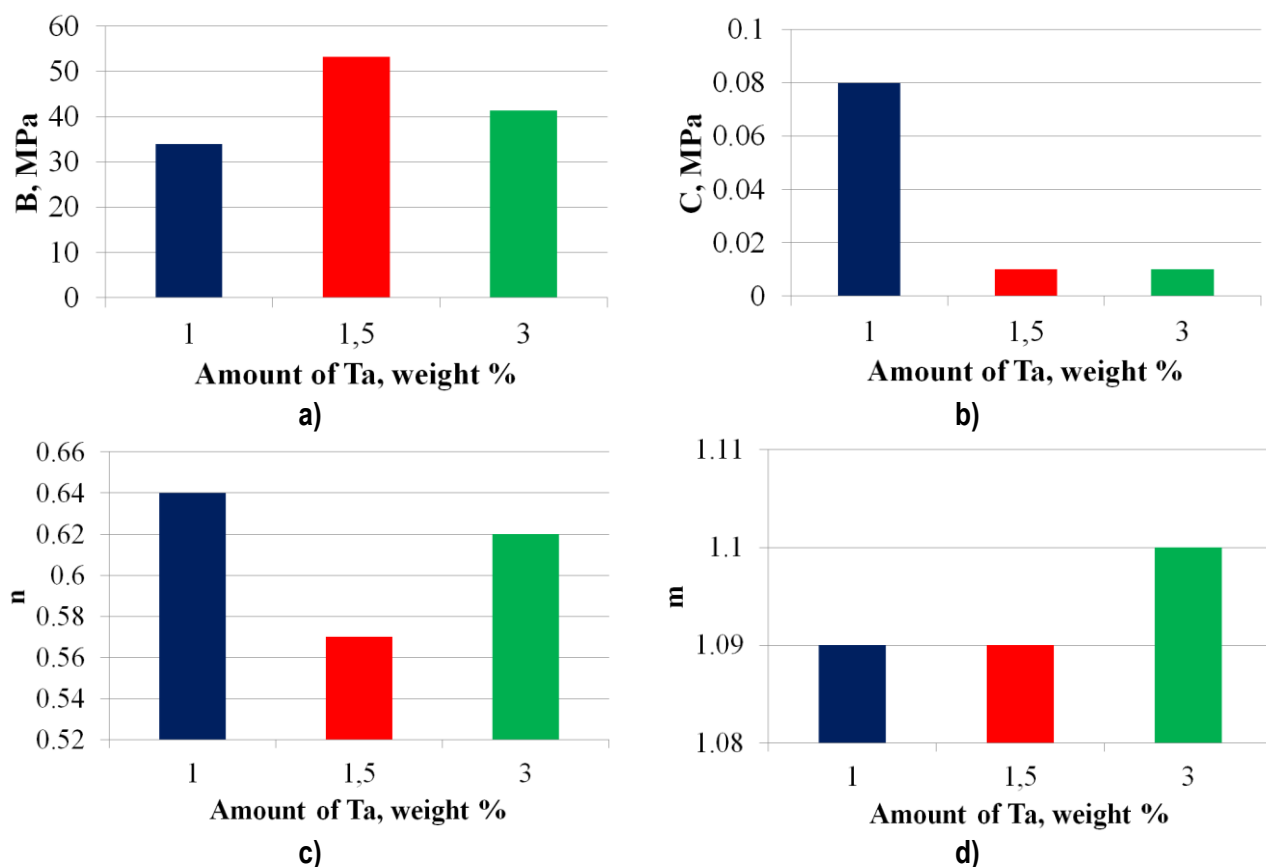 B, MPa
60
50
40
30
20
10
0
1 1,5 3
Amount of Ta, weight %
a)
C, MPa
0.1
0.08
0.06
0.04
0.02
0
1 1,5 3
Amount of Ta, weight %
b)
n
0.66
0.64
0.62
0.6
0.58
0.56
0.54
0.52
1 1,5 3
Amount of Ta, weight %
c)
m
1.11
1.1
1.09
1.08
1 1,5 3
Amount of Ta, weight %
d)